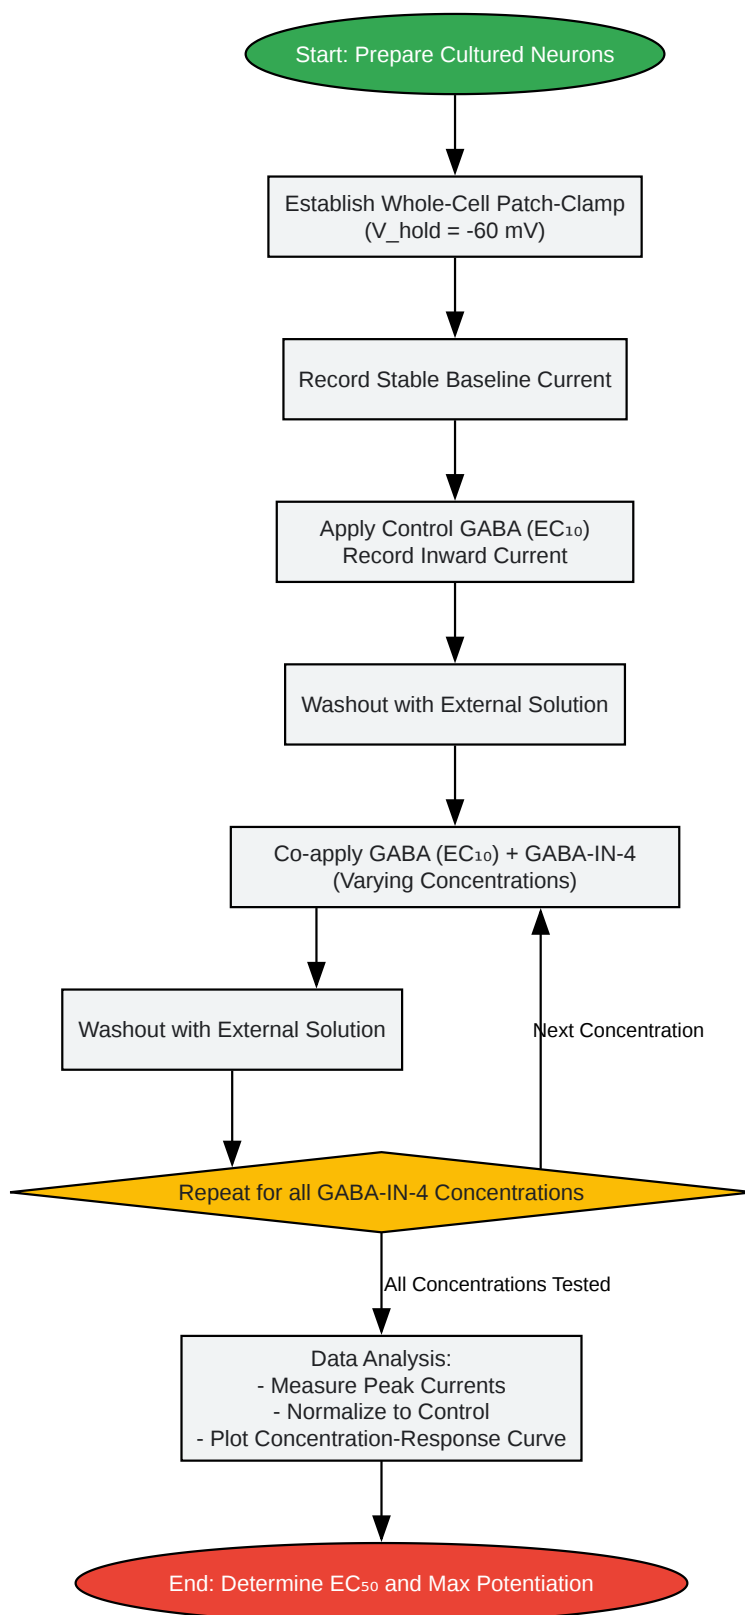 Start: Prepare Cultured Neurons
Establish Whole-Cell Patch-Clamp
(V_hold = -60 mV)
Record Stable Baseline Current
Apply Control GABA (EC₁₀)
Record Inward Current
Washout with External Solution
Co-apply GABA (EC₁₀) + GABA-IN-4
(Varying Concentrations)
Washout with External Solution
Next Concentration
Repeat for all GABA-IN-4 Concentrations
All Concentrations Tested
Data Analysis:
- Measure Peak Currents
- Normalize to Control
- Plot Concentration-Response Curve
End: Determine EC₅₀ and Max Potentiation